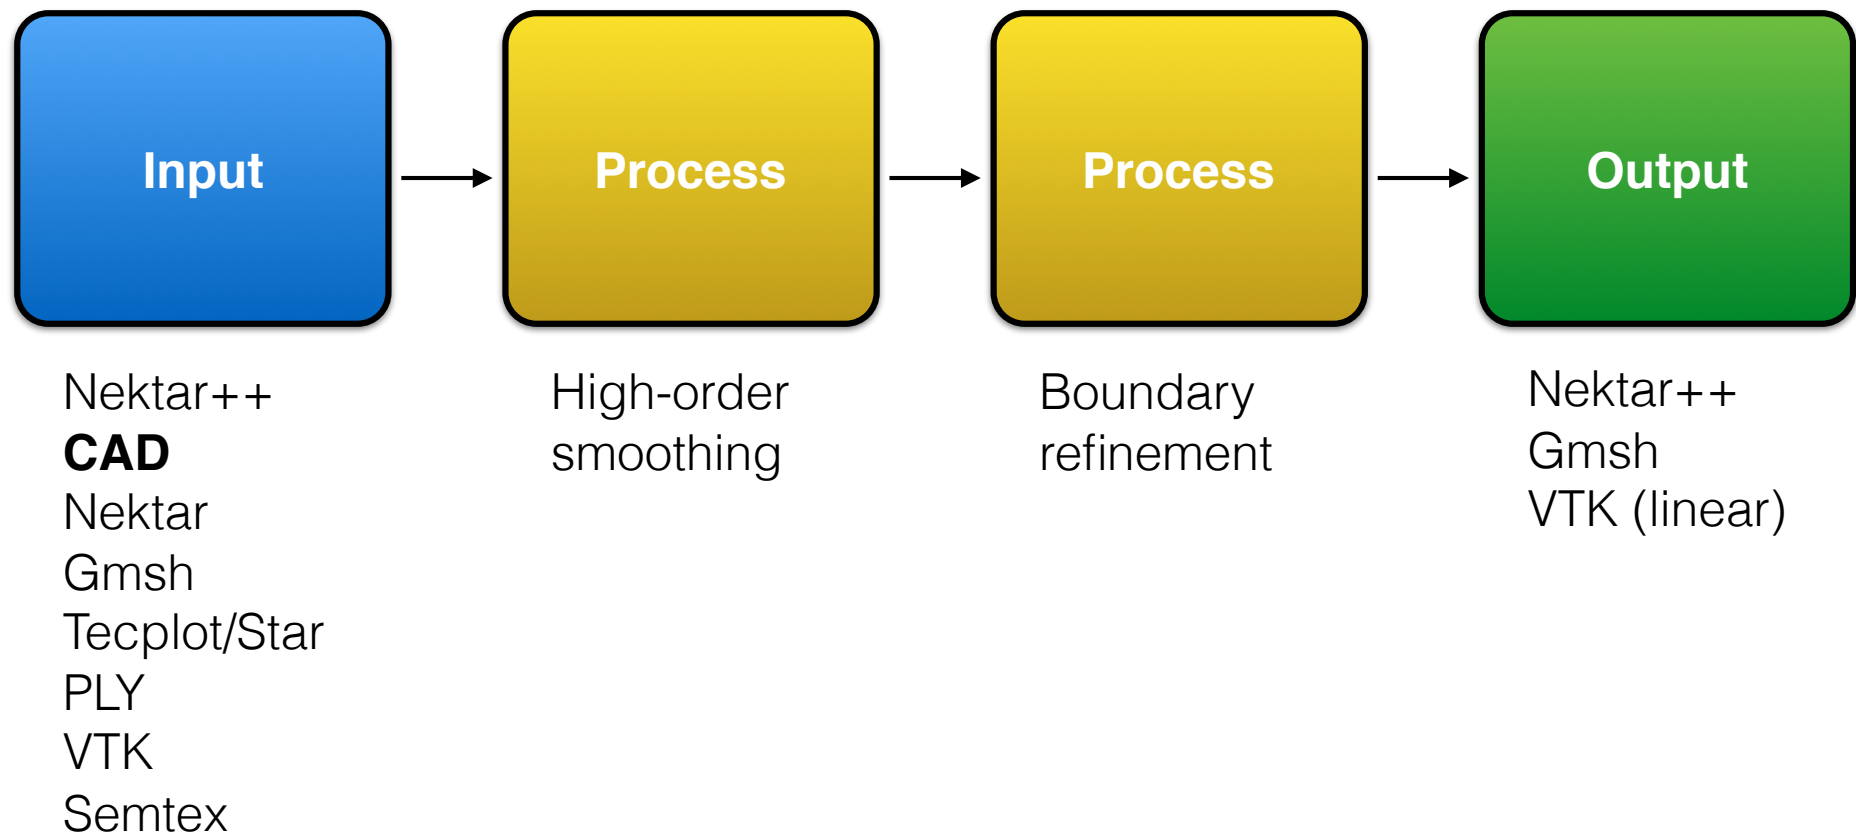 Input
Process
Process
Output
Nektar++
CAD
Nektar
Gmsh
Tecplot/Star
PLY
VTK
Semtex
High-order
smoothing
Boundary
refinement
Nektar++
Gmsh
VTK (linear)